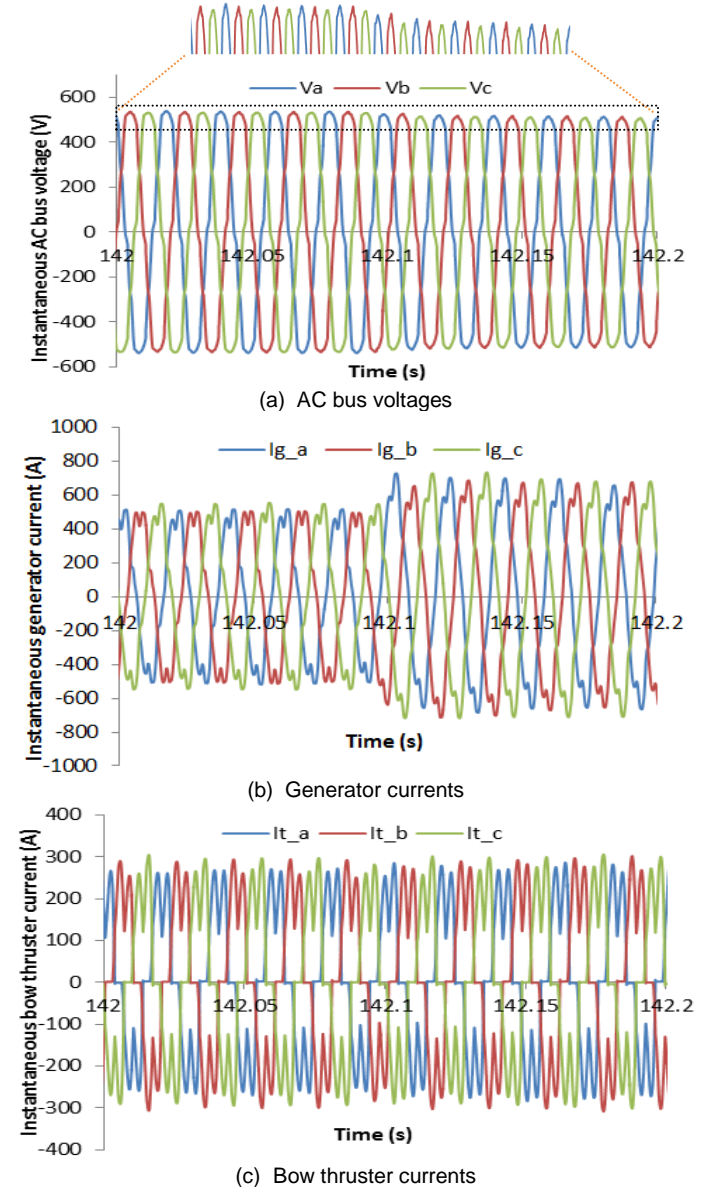 Va Vb Vc
Instantaneous AC bus voltage (V)
600
400
200
0
-200
-400
-600
142 142.05 142.1 142.15 142.2
Time (s)
(a) AC bus voltages
Ig_a Ig_b Ig_c
Instantaneous generator current (A)
1000
800
600
400
200
0
-200
-400
-600
-800
-1000
142 142.05 142.1 142.15 142.2
Time (s)
(b) Generator currents
It_a It_b It_c
Instantaneous bow thruster current (A)
400
300
200
100
0
-100
-200
-300
-400
142 142.05 142.1 142.15 142.2
Time (s)
(c) Bow thruster currents